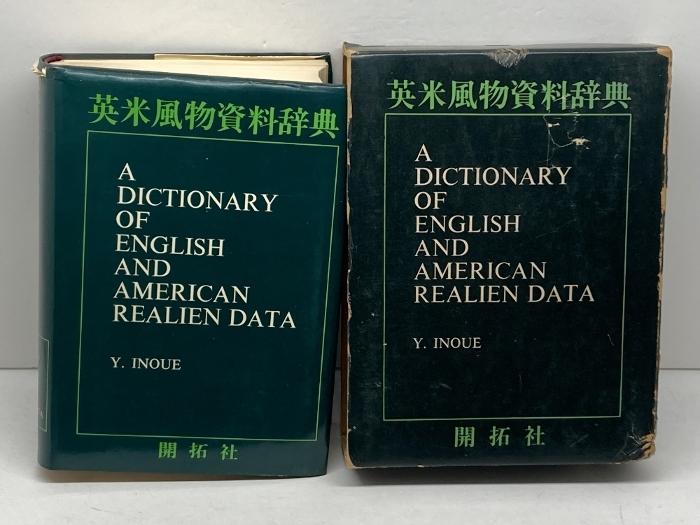 英米風物資料辞典
A
DICTIONARY
OF
ENGLISH
AND
AMERICAN
REALIEN DATA
Y. INOUE
開拓社
英米風物資料辞典
A
DICTIONARY
OF
ENGLISH
AND
AMERICAN
REALIEN DATA
Y. INOUE
開拓社